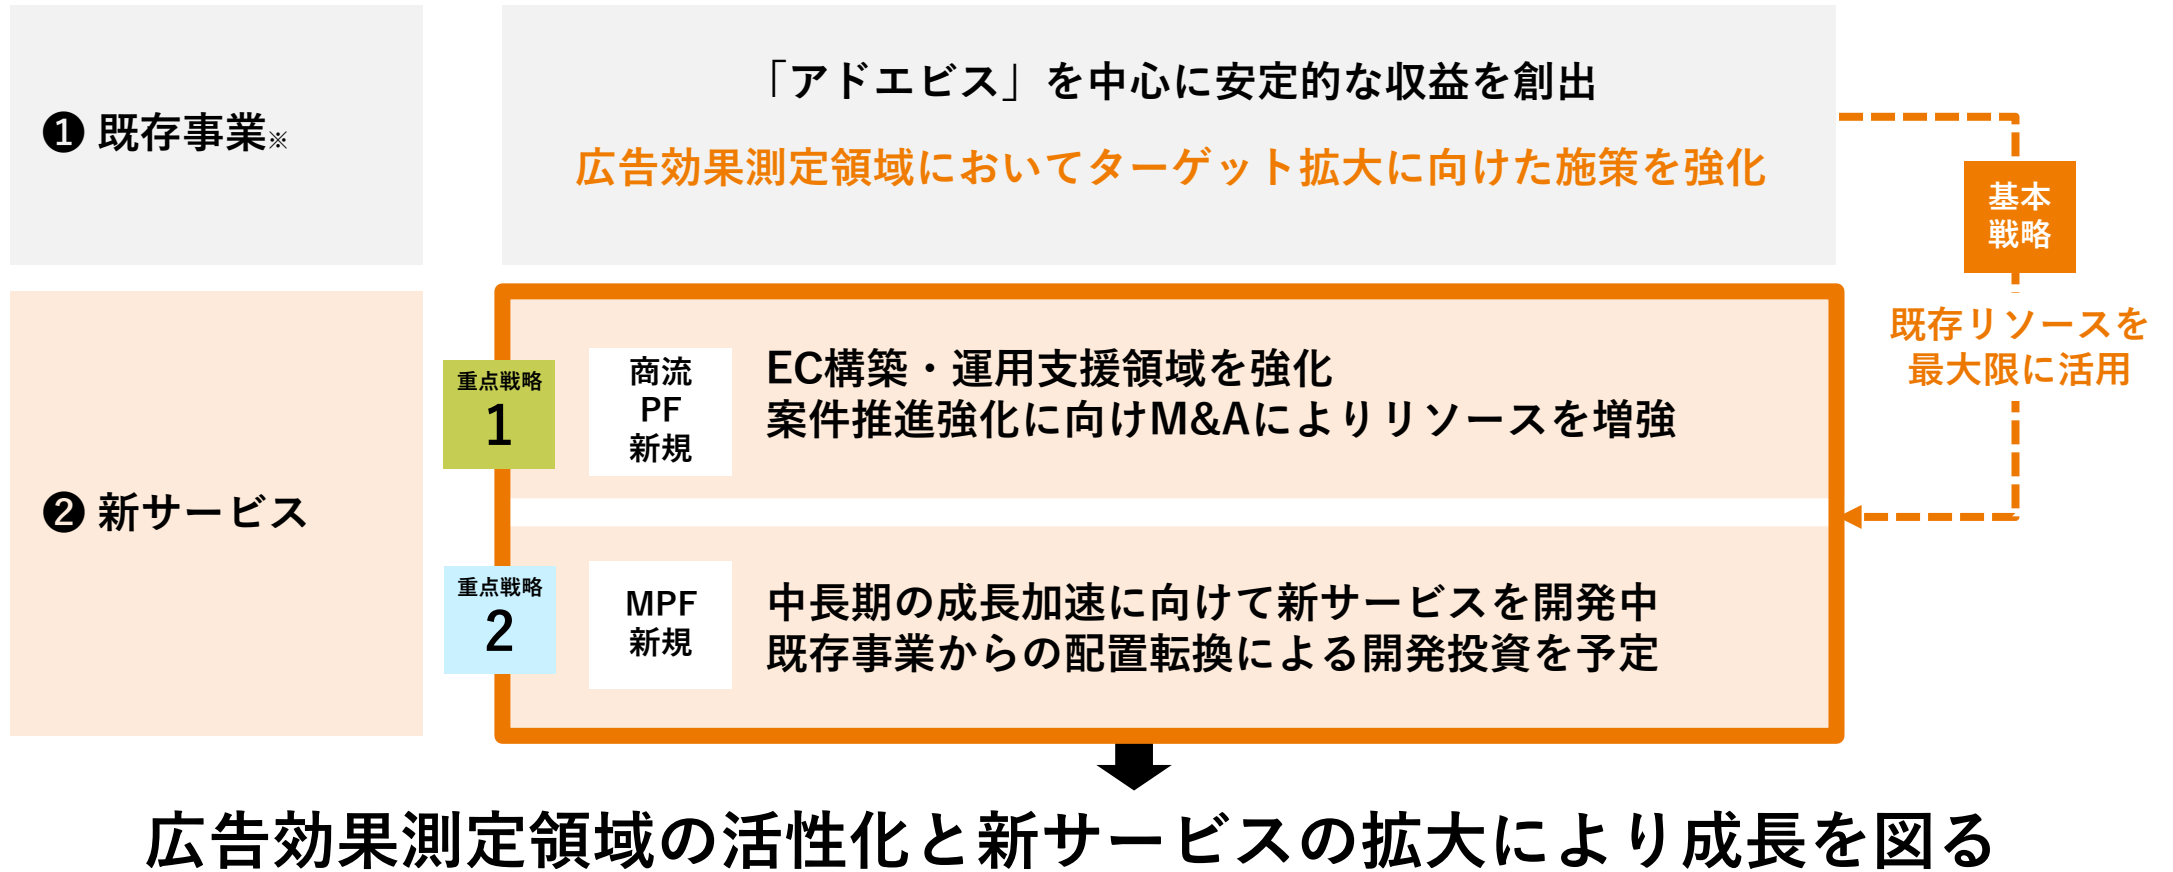 ❶ 既存事業※
「アドエビス」を中心に安定的な収益を創出
広告効果測定領域においてターゲット拡大に向けた施策を強化
基本
戦略
既存リソースを
最大限に活用
❷ 新サービス
重点戦略
1
商流
PF
新規
EC構築・運用支援領域を強化
案件推進強化に向けM&Aによりリソースを増強
重点戦略
2
MPF
新規
中長期の成長加速に向けて新サービスを開発中
既存事業からの配置転換による開発投資を予定
広告効果測定領域の活性化と新サービスの拡大により成長を図る